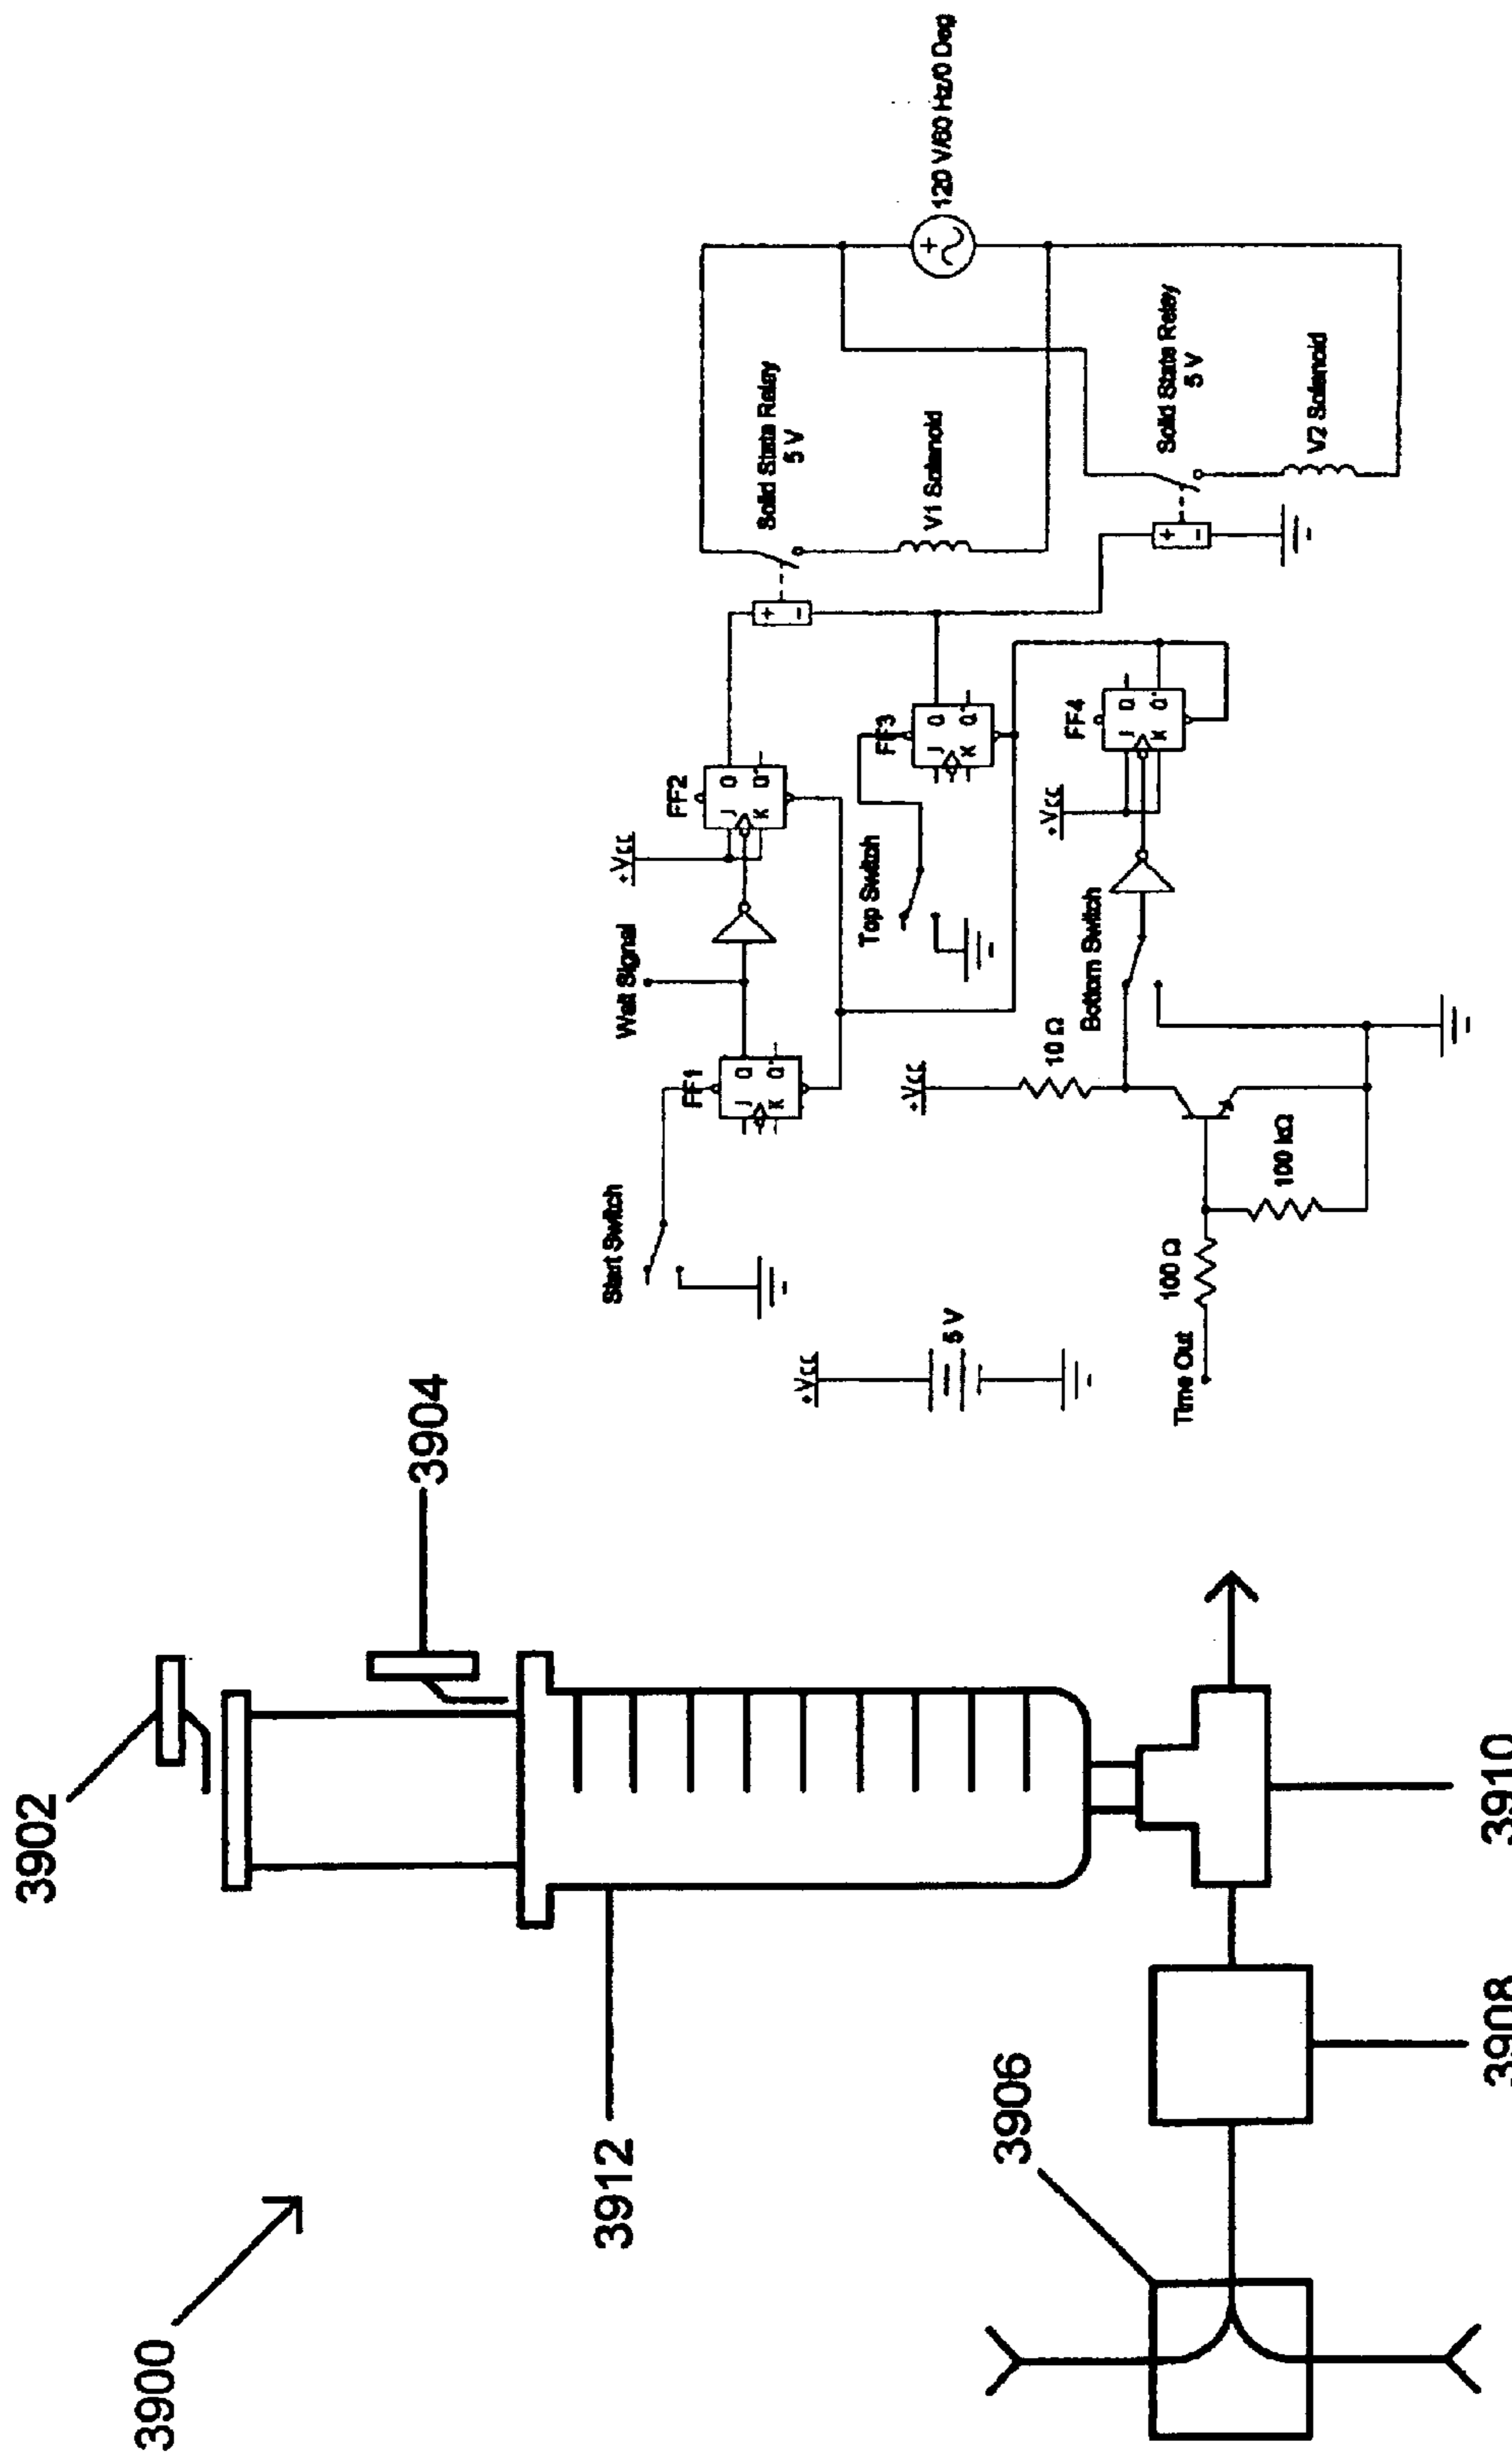 3900
3902
3904
3912
3906
3908
3910
Start Switch
FF1
J
Q
K
Q'
Wait Signal
+Vcc
FF2
J
Q
K
Q'
Top Switch
FF3
J
Q
K
Q'
Bottom Switch
+Vcc
FF4
J
Q
K
Q'
+Vcc
5 V
Time Out
100 Ω
100 kΩ
+Vcc
10 Ω
+
-
Solid State Relay
5 V
V1 Solenoid
+
-
Solid State Relay
5 V
V2 Solenoid
+
120 V/60 Hz/0 Deg